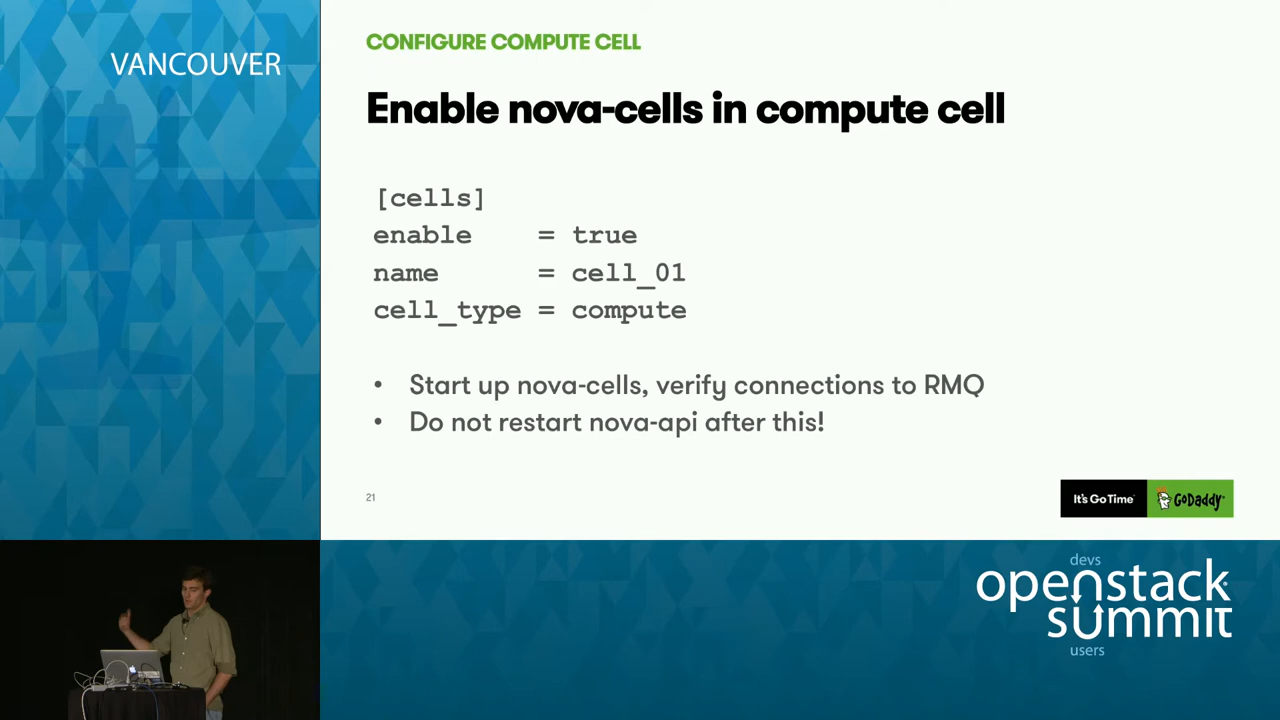 VANCOUVER
CONFIGURE COMPUTE CELL
Enable nova-cells in compute cell
[cells]
enable    = true
name      = cell_01
cell_type = compute
• Start up nova-cells, verify connections to RMQ
• Do not restart nova-api after this!
21
It's Go Time
GoDaddy
devs
openstack
summit
users